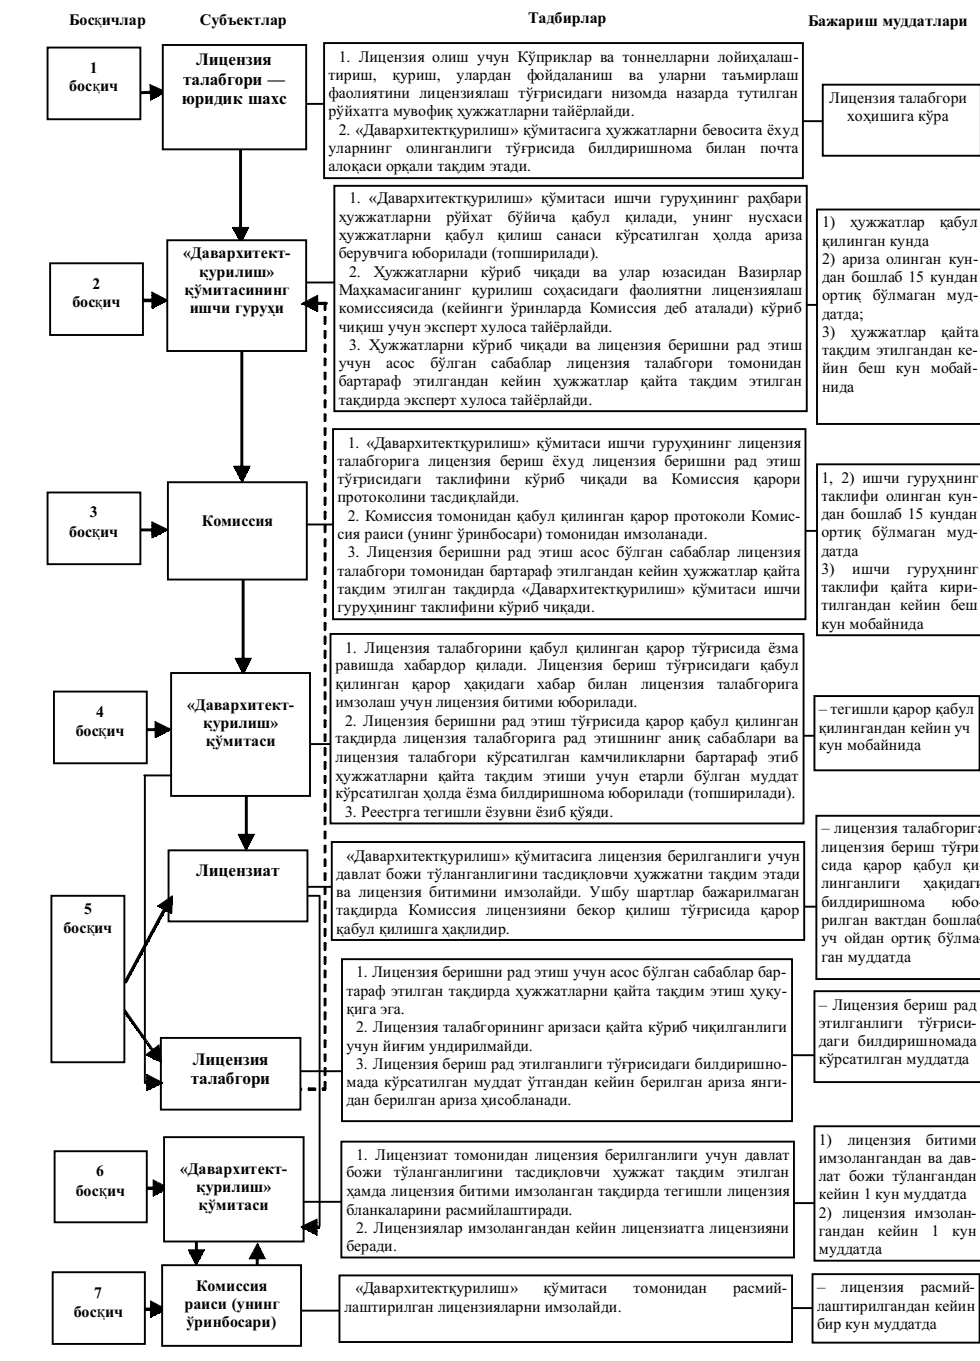 Босқичлар
Субъектлар
Тадбирлар
Бажариш муддатлари
1
босқич
Лицензия
талабгори —
юридик шахс
1. Лицензия олиш учун Кўприклар ва тоннелларни лойиҳалаш-
тириш, қуриш, улардан фойдаланиш ва уларни таъмирлаш
фаолиятини лицензиялаш тўғрисидаги низомда назарда тутилган
рўйхатга мувофиқ ҳужжатларни тайёрлайди.
2. «Давархитектқурилиш» қўмитасига ҳужжатларни бевосита ёхуд
уларнинг олинганлиги тўғрисида билдиришнома билан почта
алоқаси орқали тақдим этади.
Лицензия талабгори
хоҳишига кўра
2
босқич
«Давархитект-
қурилиш»
қўмитасининг
ишчи гуруҳи
1. «Давархитектқурилиш» қўмитаси ишчи гуруҳининг раҳбари
ҳужжатларни рўйхат бўйича қабул қилади, унинг нусхаси
ҳужжатларни қабул қилиш санаси кўрсатилган ҳолда ариза
берувчига юборилади (топширилади).
2. Ҳужжатларни кўриб чиқади ва улар юзасидан Вазирлар
Маҳкамасиганинг қурилиш соҳасидаги фаолиятни лицензиялаш
комиссиясида (кейинги ўринларда Комиссия деб аталади) кўриб
чиқиш учун эксперт хулоса тайёрлайди.
3. Ҳужжатларни кўриб чиқади ва лицензия беришни рад этиш
учун асос бўлган сабаблар лицензия талабгори томонидан
бартараф этилгандан кейин ҳужжатлар қайта тақдим этилган
тақдирда эксперт хулоса тайёрлайди.
1) ҳужжатлар қабул
қилинган кунда
2) ариза олинган кун-
дан бошлаб 15 кундан
ортиқ бўлмаган муд-
датда;
3) ҳужжатлар қайта
тақдим этилгандан ке-
йин беш кун мобай-
нида
3
босқич
Комиссия
1. «Давархитектқурилиш» қўмитаси ишчи гуруҳининг лицензия
талабгорига лицензия бериш ёхуд лицензия беришни рад этиш
тўғрисидаги таклифини кўриб чиқади ва Комиссия қарори
протоколини тасдиқлайди.
2. Комиссия томонидан қабул қилинган қарор протоколи Комис-
сия раиси (унинг ўринбосари) томонидан имзоланади.
3. Лицензия беришни рад этиш асос бўлган сабаблар лицензия
талабгори томонидан бартараф этилгандан кейин ҳужжатлар қайта
тақдим этилган тақдирда «Давархитектқурилиш» қўмитаси ишчи
гуруҳининг таклифини кўриб чиқади.
1, 2) ишчи гуруҳнинг
таклифи олинган кун-
дан бошлаб 15 кундан
ортиқ бўлмаган муд-
датда
3) ишчи гуруҳнинг
таклифи қайта кири-
тилгандан кейин беш
кун мобайнида
4
босқич
«Давархитект-
қурилиш»
қўмитаси
1. Лицензия талабгорини қабул қилинган қарор тўғрисида ёзма
равишда хабардор қилади. Лицензия бериш тўғрисидаги қабул
қилинган қарор ҳақидаги хабар билан лицензия талабгорига
имзолаш учун лицензия битими юборилади.
2. Лицензия беришни рад этиш тўғрисида қарор қабул қилинган
тақдирда лицензия талабгорига рад этишнинг аниқ сабаблари ва
лицензия талабгори кўрсатилган камчиликларни бартараф этиб
ҳужжатларни қайта тақдим этиши учун етарли бўлган муддат
кўрсатилган ҳолда ёзма билдиришнома юборилади (топширилади).
3. Реестрга тегишли ёзувни ёзиб қўяди.
– тегишли қарор қабул
қилингандан кейин уч
кун мобайнида
5
босқич
Лицензиат
«Давархитектқурилиш» қўмитасига лицензия берилганлиги учун
давлат божи тўланганлигини тасдиқловчи ҳужжатни тақдим этади
ва лицензия битимини имзолайди. Ушбу шартлар бажарилмаган
тақдирда Комиссия лицензияни бекор қилиш тўғрисида қарор
қабул қилишга ҳақлидир.
– лицензия талабгорига
лицензия бериш тўғри-
сида қарор қабул қи-
линганлиги ҳақидаги
билдиришнома юбо-
рилган вактдан бошлаб
уч ойдан ортиқ бўлма-
ган муддатда
Лицензия
талабгори
1. Лицензия беришни рад этиш учун асос бўлган сабаблар бар-
тараф этилган тақдирда ҳужжатларни қайта тақдим этиш ҳуқу-
қига эга.
2. Лицензия талабгорининг аризаси қайта кўриб чиқилганлиги
учун йиғим ундирилмайди.
3. Лицензия бериш рад этилганлиги тўғрисидаги билдиришно-
мада кўрсатилган муддат ўтгандан кейин берилган ариза янги-
дан берилган ариза ҳисобланади.
– Лицензия бериш рад
этилганлиги тўғриси-
даги билдиришномада
кўрсатилган муддатда
6
босқич
«Давархитект-
қурилиш»
қўмитаси
1. Лицензиат томонидан лицензия берилганлиги учун давлат
божи тўланганлигини тасдиқловчи ҳужжат тақдим этилган
ҳамда лицензия битими имзоланган тақдирда тегишли лицензия
бланкаларини расмийлаштиради.
2. Лицензиялар имзолангандан кейин лицензиатга лицензияни
беради.
1) лицензия битими
имзолангандан ва дав-
лат божи тўлангандан
кейин 1 кун муддатда
2) лицензия имзолан-
гандан кейин 1 кун
муддатда
7
босқич
Комиссия
раиси (унинг
ўринбосари)
«Давархитектқурилиш» қўмитаси томонидан расмий-
лаштирилган лицензияларни имзолайди.
– лицензия расмий-
лаштирилгандан кейин
бир кун муддатда